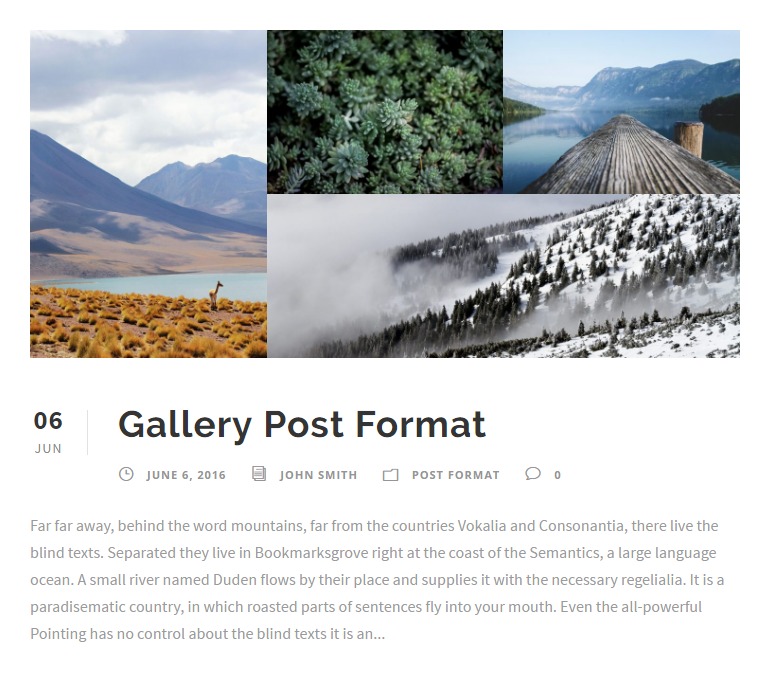 06
JUN
Gallery Post Format
JUNE 6, 2016 JOHN SMITH POST FORMAT 0
Far far away, behind the word mountains, far from the countries Vokalia and Consonantia, there live the
blind texts. Separated they live in Bookmarksgrove right at the coast of the Semantics, a large language
ocean. A small river named Duden flows by their place and supplies it with the necessary regelialia. It is a
paradisematic country, in which roasted parts of sentences fly into your mouth. Even the all-powerful
Pointing has no control about the blind texts it is an...